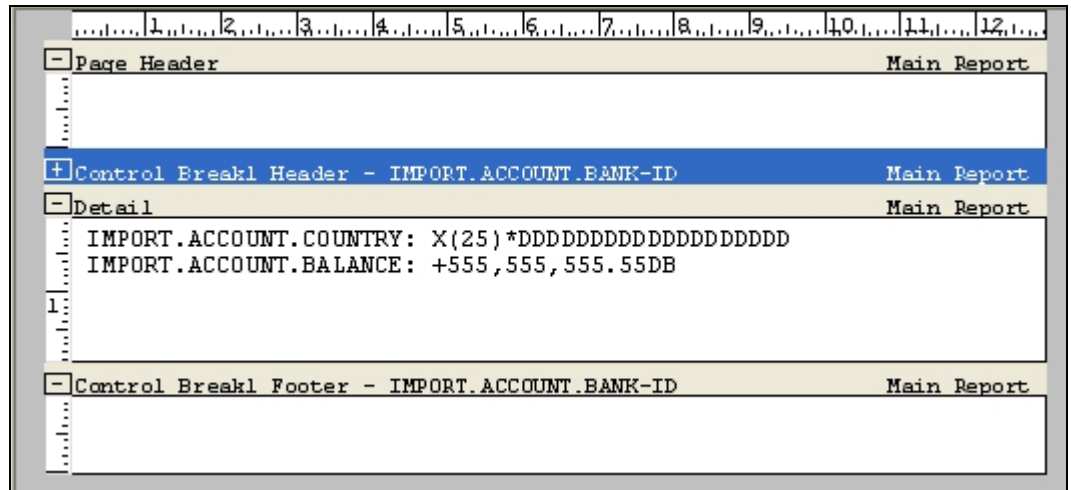 1 2 3 4 5 6 7 8 9 10 11 12
- Page Header Main Report
+ Control Break1 Header - IMPORT.ACCOUNT.BANK-ID Main Report
- Detail Main Report
IMPORT.ACCOUNT.COUNTRY: X(25)*DDDDDDDDDDDDDDDDDDD
IMPORT.ACCOUNT.BALANCE: +555,555,555.55DB
1
- Control Break1 Footer - IMPORT.ACCOUNT.BANK-ID Main Report